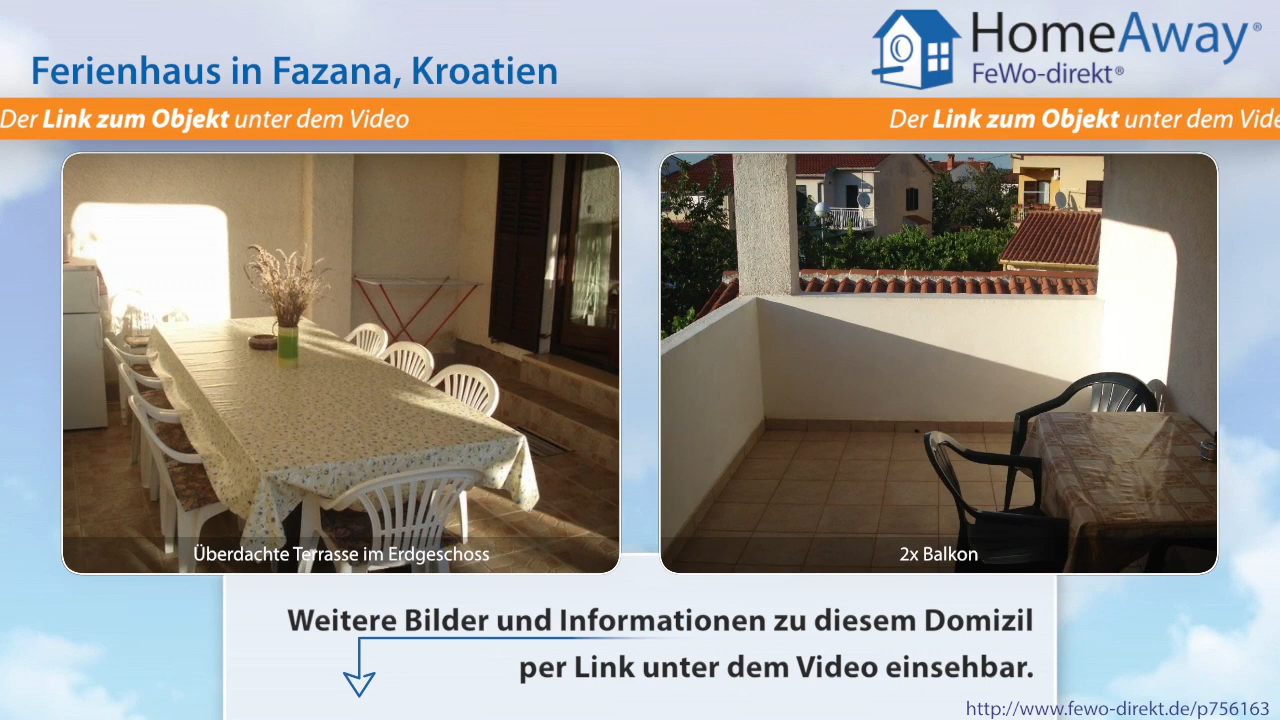 HomeAway®
FeWo-direkt®
Ferienhaus in Fazana, Kroatien
Der Link zum Objekt unter dem Video
Der Link zum Objekt unter dem Vide
Überdachte Terrasse im Erdgeschoss
2x Balkon
Weitere Bilder und Informationen zu diesem Domizil
per Link unter dem Video einsehbar.
http://www.fewo-direkt.de/p756163